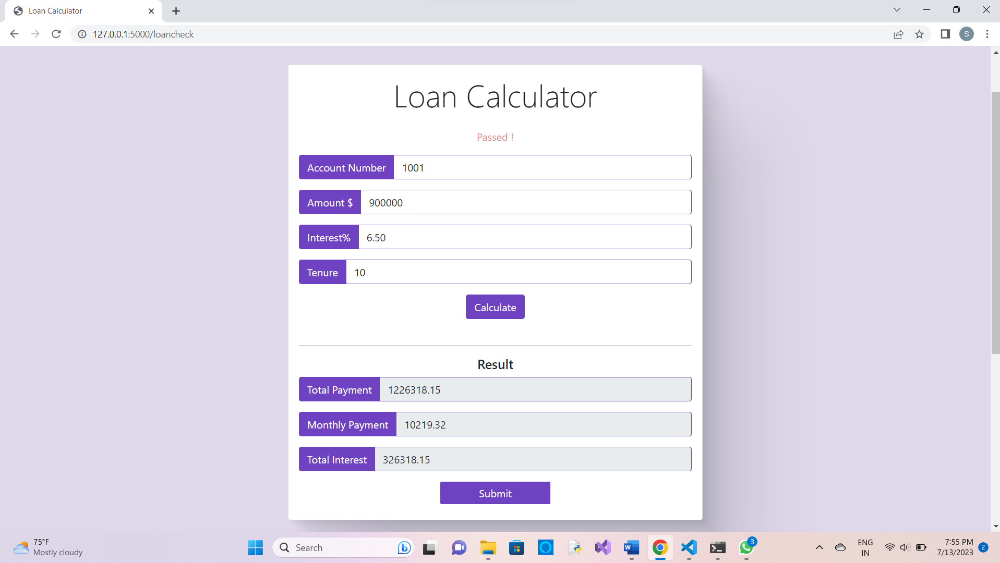 Loan Calculator
127.0.0.1:5000/loancheck
S
Loan Calculator
Passed !
Account Number 1001
Amount $ 900000
Interest% 6.50
Tenure 10
Calculate
Result
Total Payment 1226318.15
Monthly Payment 10219.32
Total Interest 326318.15
Submit
75°F
Mostly cloudy
Search
W
3
ENG
IN
7:55 PM
7/13/2023
2